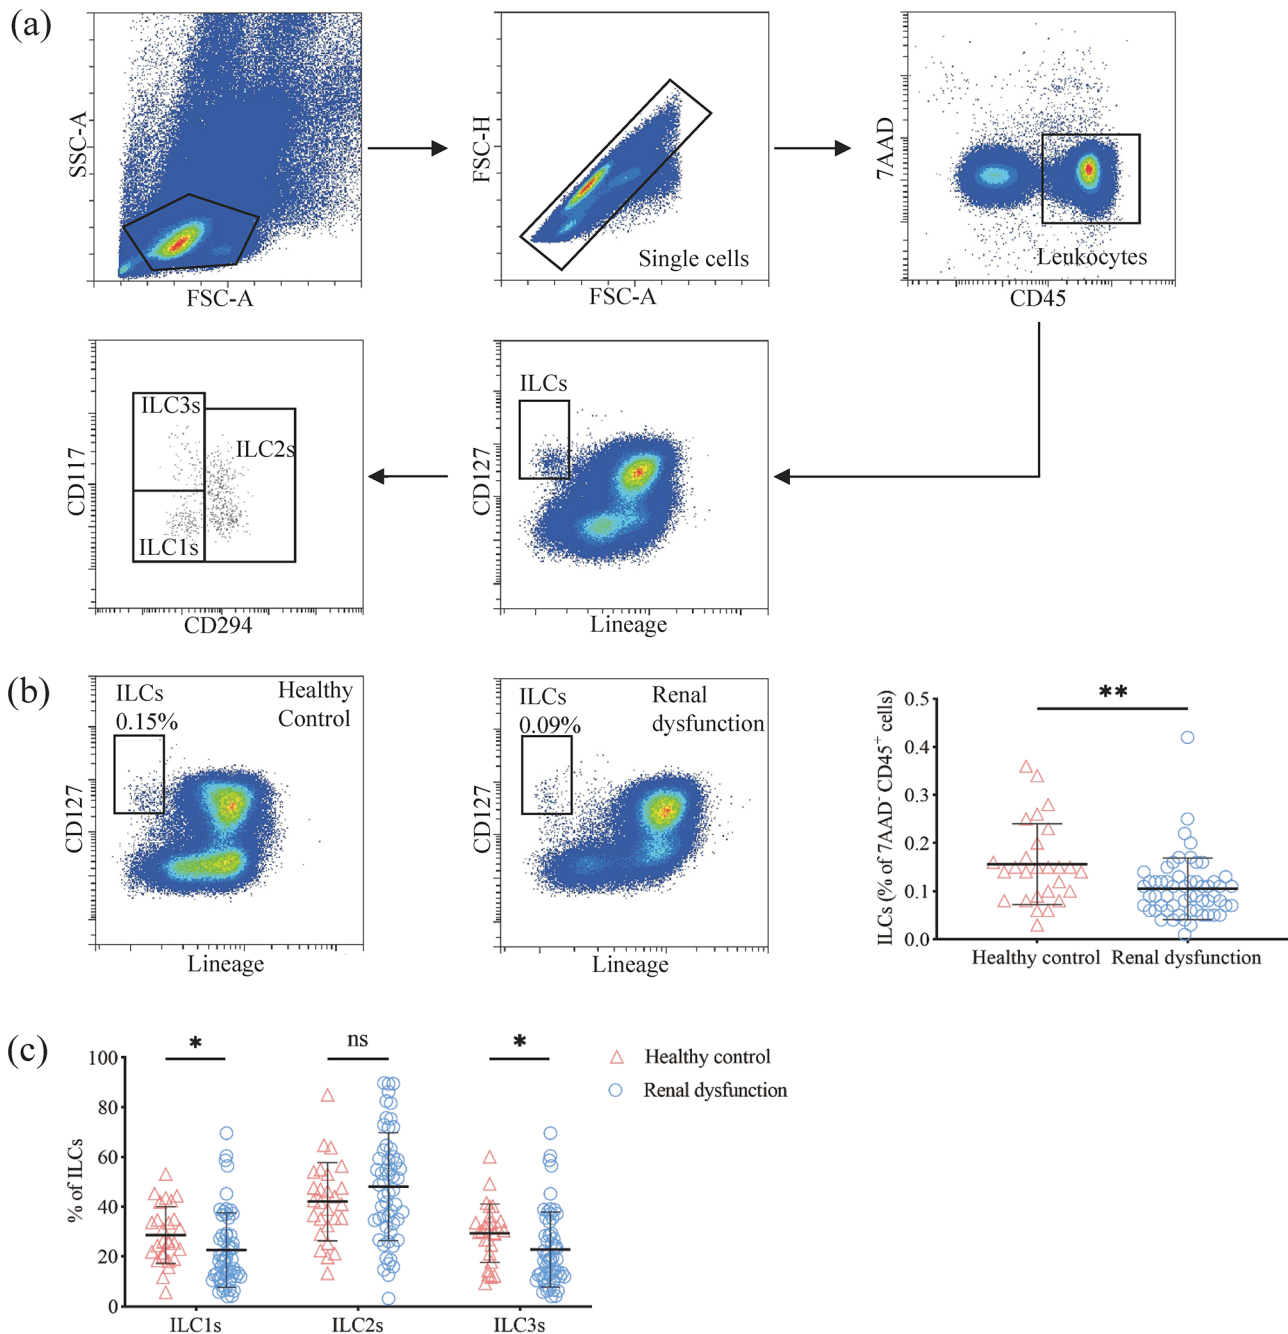 (a)
SSC-A
FSC-A
FSC-H
Single cells
FSC-A
7AAD
Leukocytes
CD45
ILC3s
ILC2s
ILC1s
CD117
CD294
ILCs
CD127
Lineage
(b)
ILCs
0.15%
Healthy
Control
CD127
Lineage
ILCs
0.09%
Renal
dysfunction
CD127
Lineage
**
ILCs (% of 7AAD⁻ CD45⁺ cells)
0.5
0.4
0.3
0.2
0.1
0.0
Healthy control
Renal dysfunction
(c)
*
ns
*
% of ILCs
100
80
60
40
20
0
ILC1s
ILC2s
ILC3s
Healthy control
Renal dysfunction